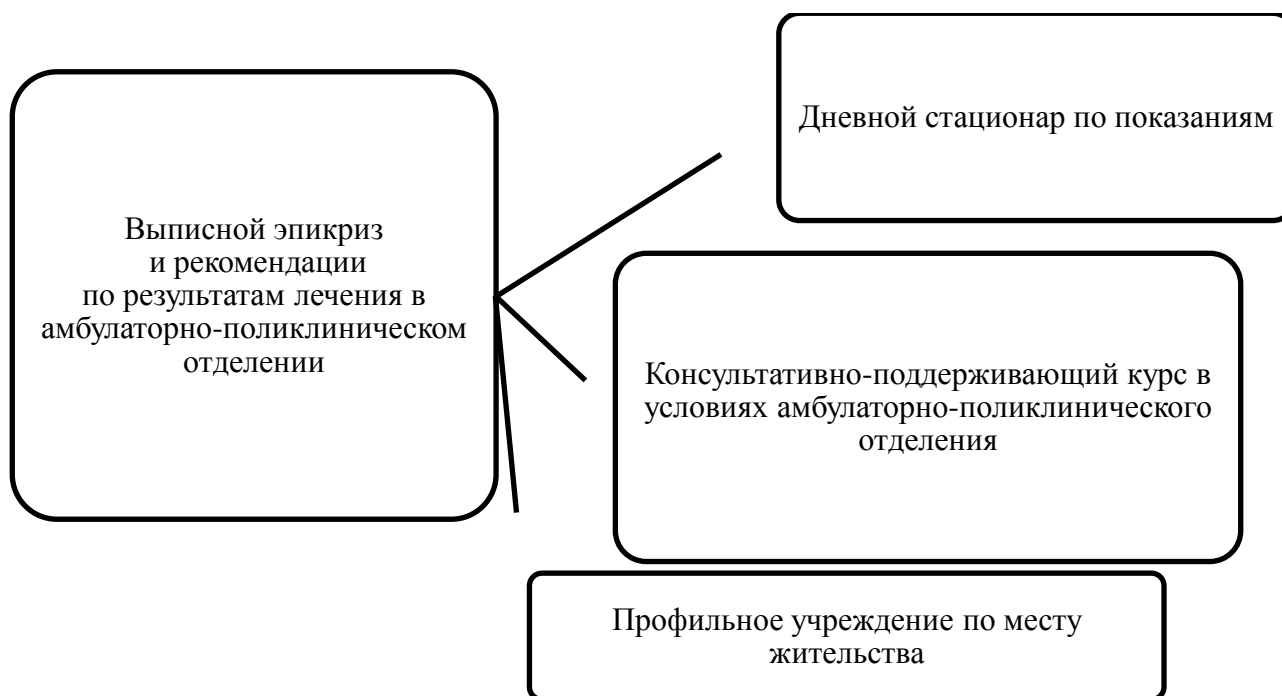 Выписной эпикриз
и рекомендации
по результатам лечения в
амбулаторно-поликлиническом
отделении
Дневной стационар по показаниям
Консультативно-поддерживающий курс в
условиях амбулаторно-поликлинического
отделения
Профильное учреждение по месту
жительства